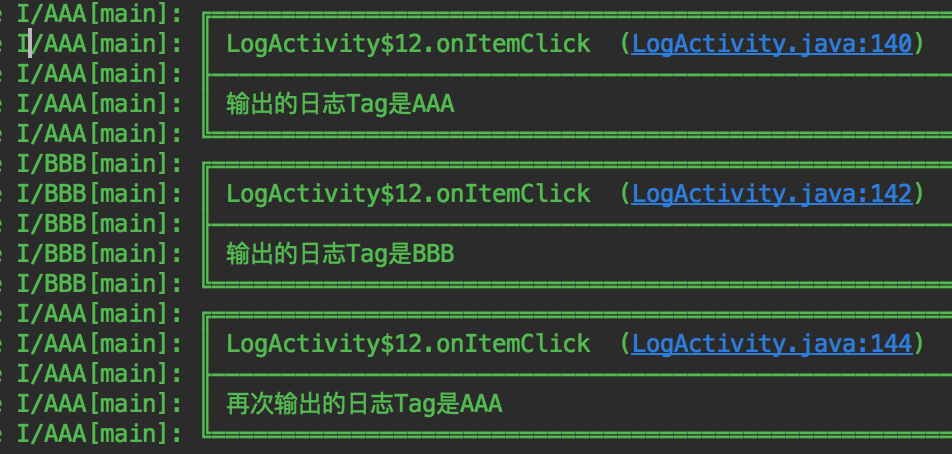 e I/AAA[main]: ╔════════════════════════════════════════
e I/AAA[main]: ║ LogActivity$12.onItemClick  (LogActivity.java:140)
e I/AAA[main]: ╟────────────────────────────────────────
e I/AAA[main]: ║ 输出的日志Tag是AAA
e I/AAA[main]: ╚════════════════════════════════════════
e I/BBB[main]: ╔════════════════════════════════════════
e I/BBB[main]: ║ LogActivity$12.onItemClick  (LogActivity.java:142)
e I/BBB[main]: ╟────────────────────────────────────────
e I/BBB[main]: ║ 输出的日志Tag是BBB
e I/BBB[main]: ╚════════════════════════════════════════
e I/AAA[main]: ╔════════════════════════════════════════
e I/AAA[main]: ║ LogActivity$12.onItemClick  (LogActivity.java:144)
e I/AAA[main]: ╟────────────────────────────────────────
e I/AAA[main]: ║ 再次输出的日志Tag是AAA
e I/AAA[main]: ╚════════════════════════════════════════